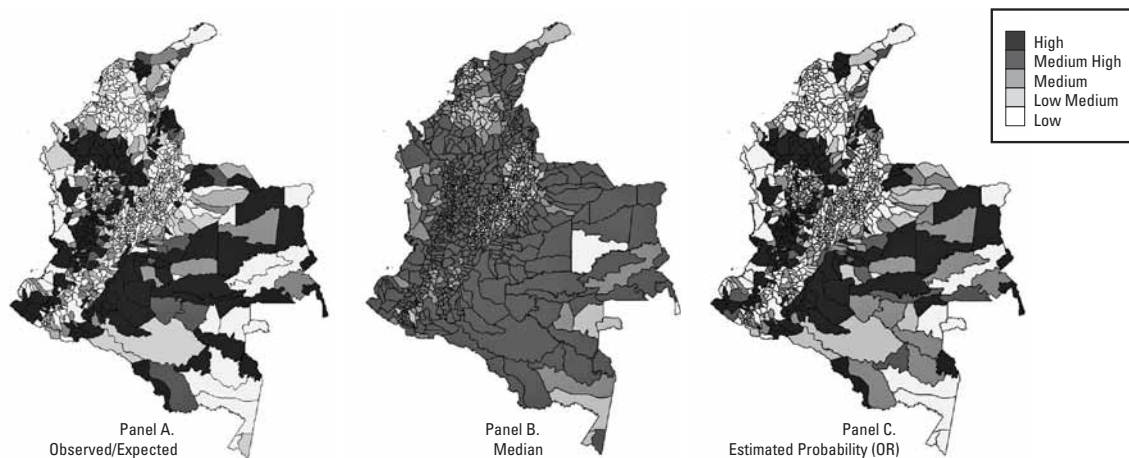 High
Medium High
Medium
Low Medium
Low
Panel A.
Observed/Expected
Panel B.
Median
Panel C.
Estimated Probability (OR)